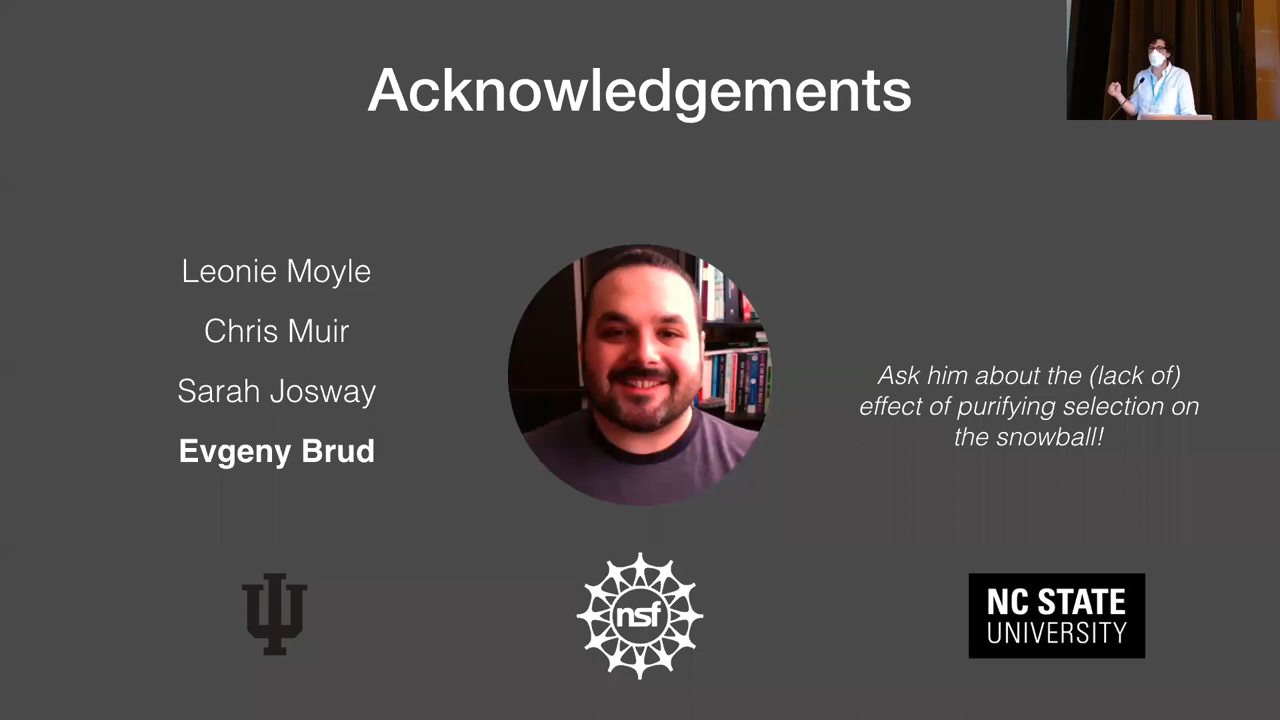 Acknowledgements
Leonie Moyle
Chris Muir
Sarah Josway
Evgeny Brud
Ask him about the (lack of)
effect of purifying selection on
the snowball!
nsf
NC STATE
UNIVERSITY